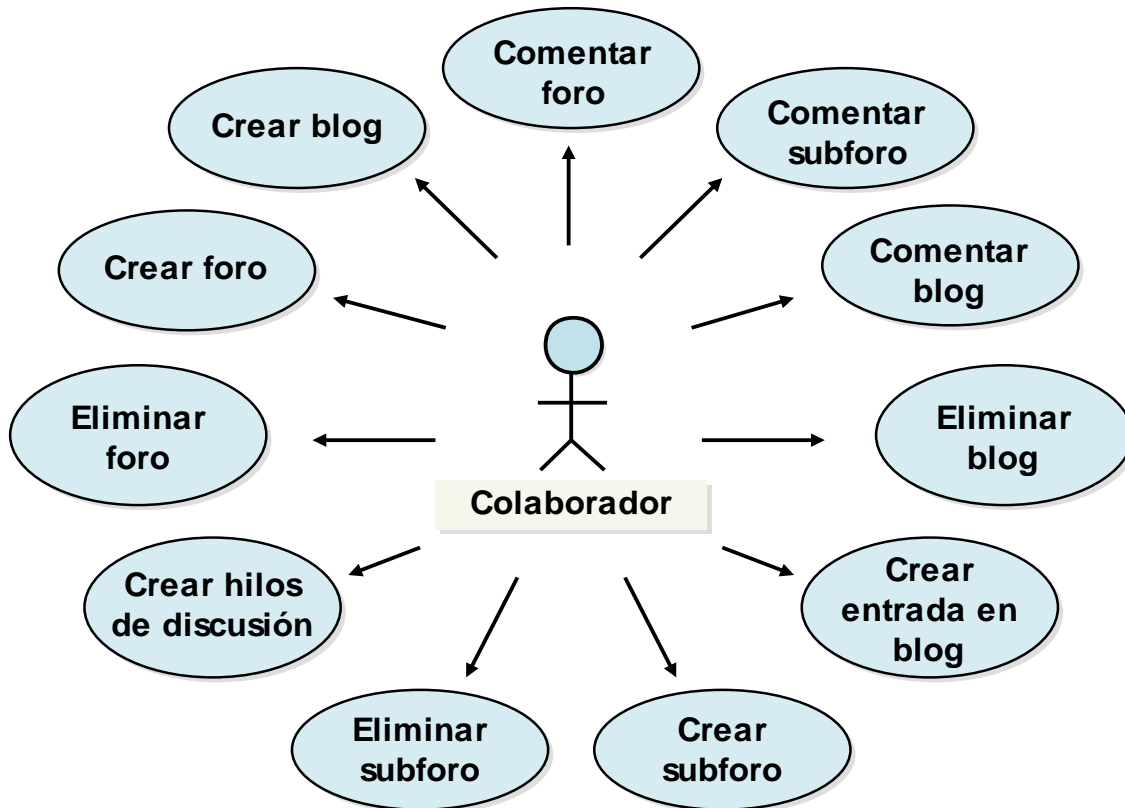 Comentar
foro
Crear blog
Comentar
subforo
Crear foro
Comentar
blog
Eliminar
foro
Eliminar
blog
Colaborador
Crear hilos
de discusión
Crear
entrada en
blog
Eliminar
subforo
Crear
subforo